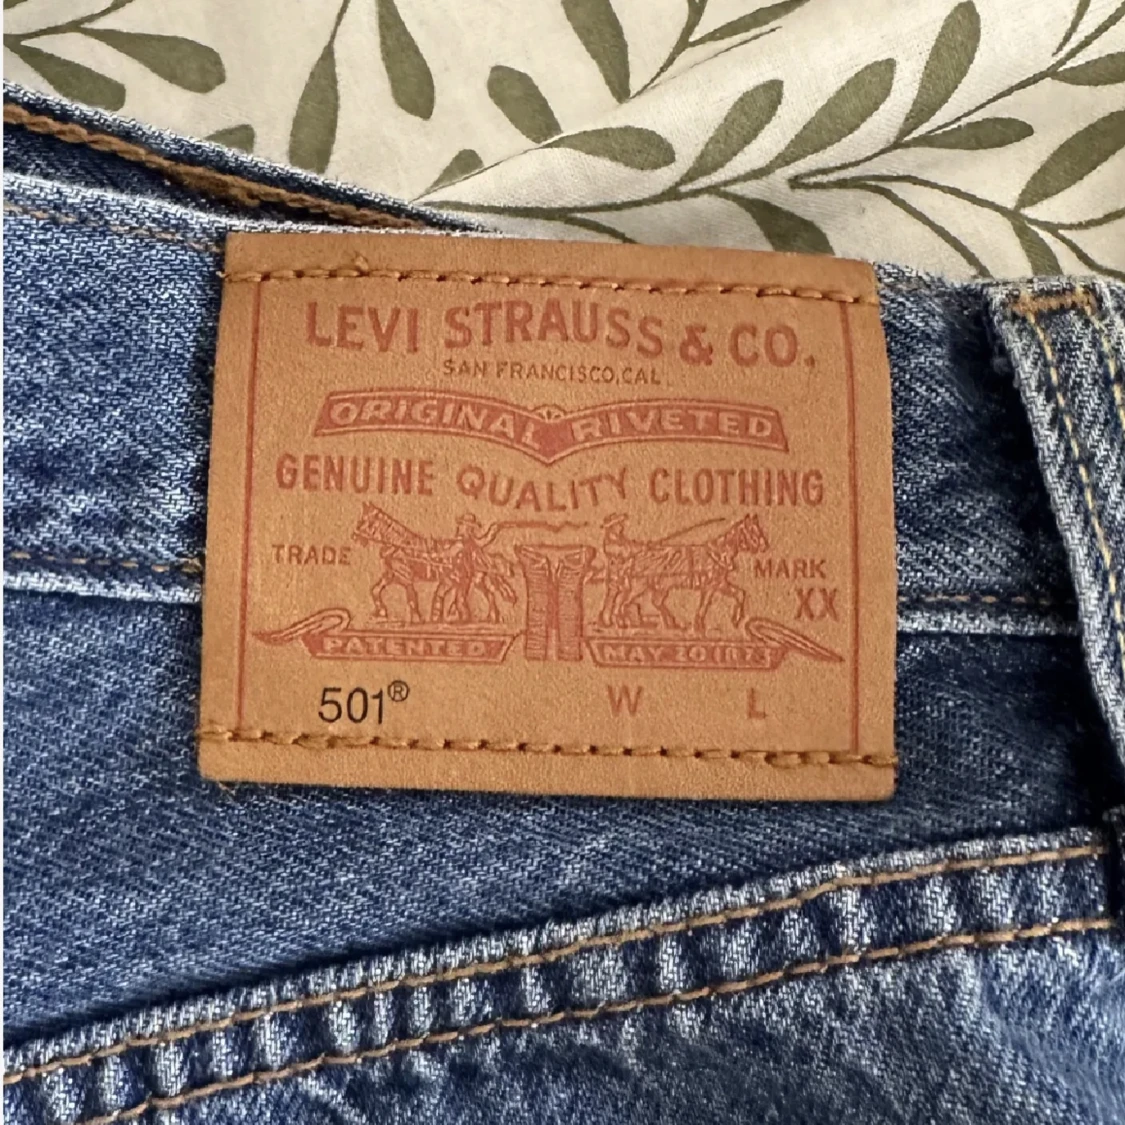 LEVI STRAUSS & CO.
SAN FRANCISCO, CAL.
ORIGINAL RIVETED
GENUINE QUALITY CLOTHING
TRADE MARK
XX
PATENTED MAY 20 1873
501® W L